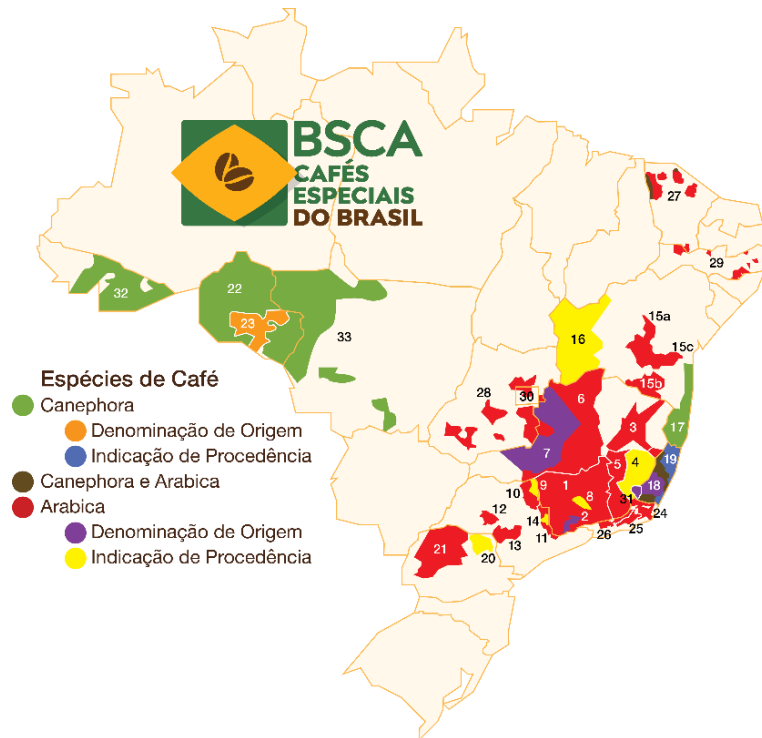 BSCA
CAFÉS
ESPECIAIS
DO BRASIL
27
29
32
22
23
33
16
15a
15c
15b
28
30
6
3
17
7
5
4
19
18
31
24
25
26
10
9
1
8
2
12
14
11
13
21
20
Espécies de Café
Canephora
Denominação de Origem
Indicação de Procedência
Canephora e Arabica
Arabica
Denominação de Origem
Indicação de Procedência